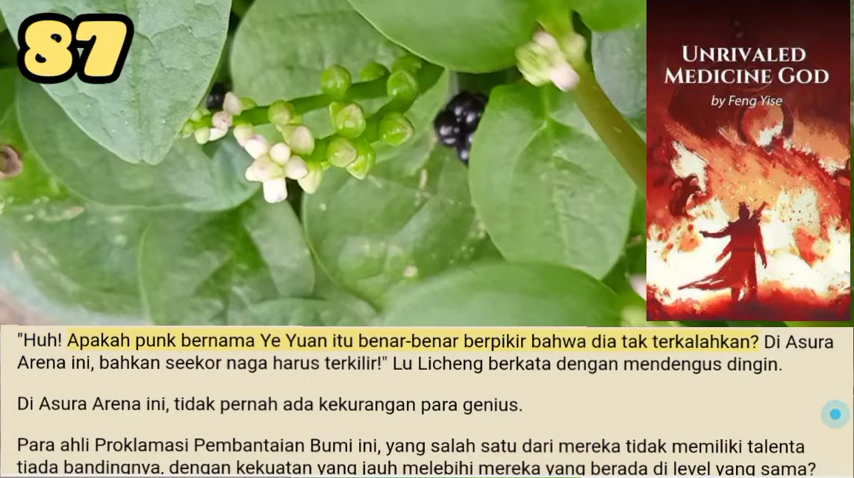 87
UNRIVALED
MEDICINE GOD
by Feng Yise
"Huh! Apakah punk bernama Ye Yuan itu benar-benar berpikir bahwa dia tak terkalahkan? Di Asura
Arena ini, bahkan seekor naga harus terkilir!" Lu Licheng berkata dengan mendengus dingin.
Di Asura Arena ini, tidak pernah ada kekurangan para genius.
Para ahli Proklamasi Pembantaian Bumi ini, yang salah satu dari mereka tidak memiliki talenta
tiada bandingnya, dengan kekuatan yang jauh melebihi mereka yang berada di level yang sama?